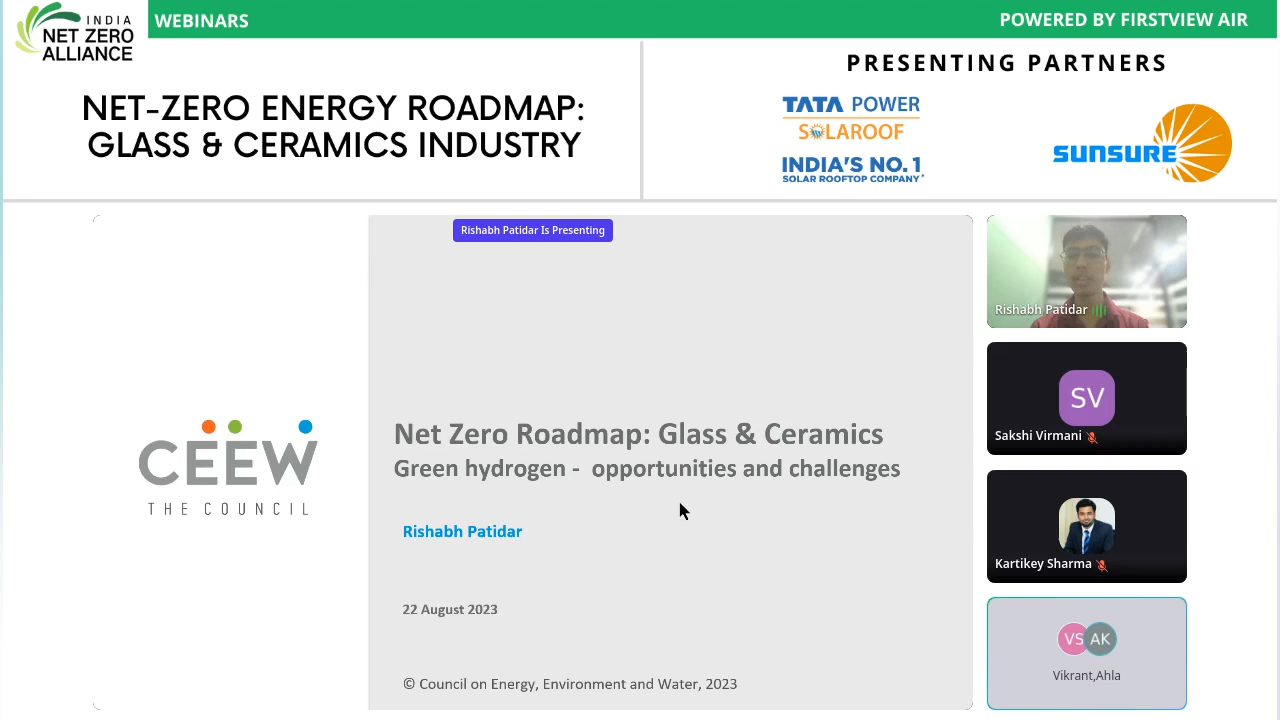 INDIA
NET ZERO
ALLIANCE
WEBINARS
POWERED BY FIRSTVIEW AIR
NET-ZERO ENERGY ROADMAP:
GLASS & CERAMICS INDUSTRY
PRESENTING PARTNERS
TATA POWER
SOLAROOF
INDIA'S NO.1
SOLAR ROOFTOP COMPANY*
SUNSURE
Rishabh Patidar Is Presenting
CEEW
THE COUNCIL
Net Zero Roadmap: Glass & Ceramics
Green hydrogen - opportunities and challenges
Rishabh Patidar
22 August 2023
© Council on Energy, Environment and Water, 2023
Rishabh Patidar
SV
Sakshi Virmani
Kartikey Sharma
VS AK
Vikrant,Ahla